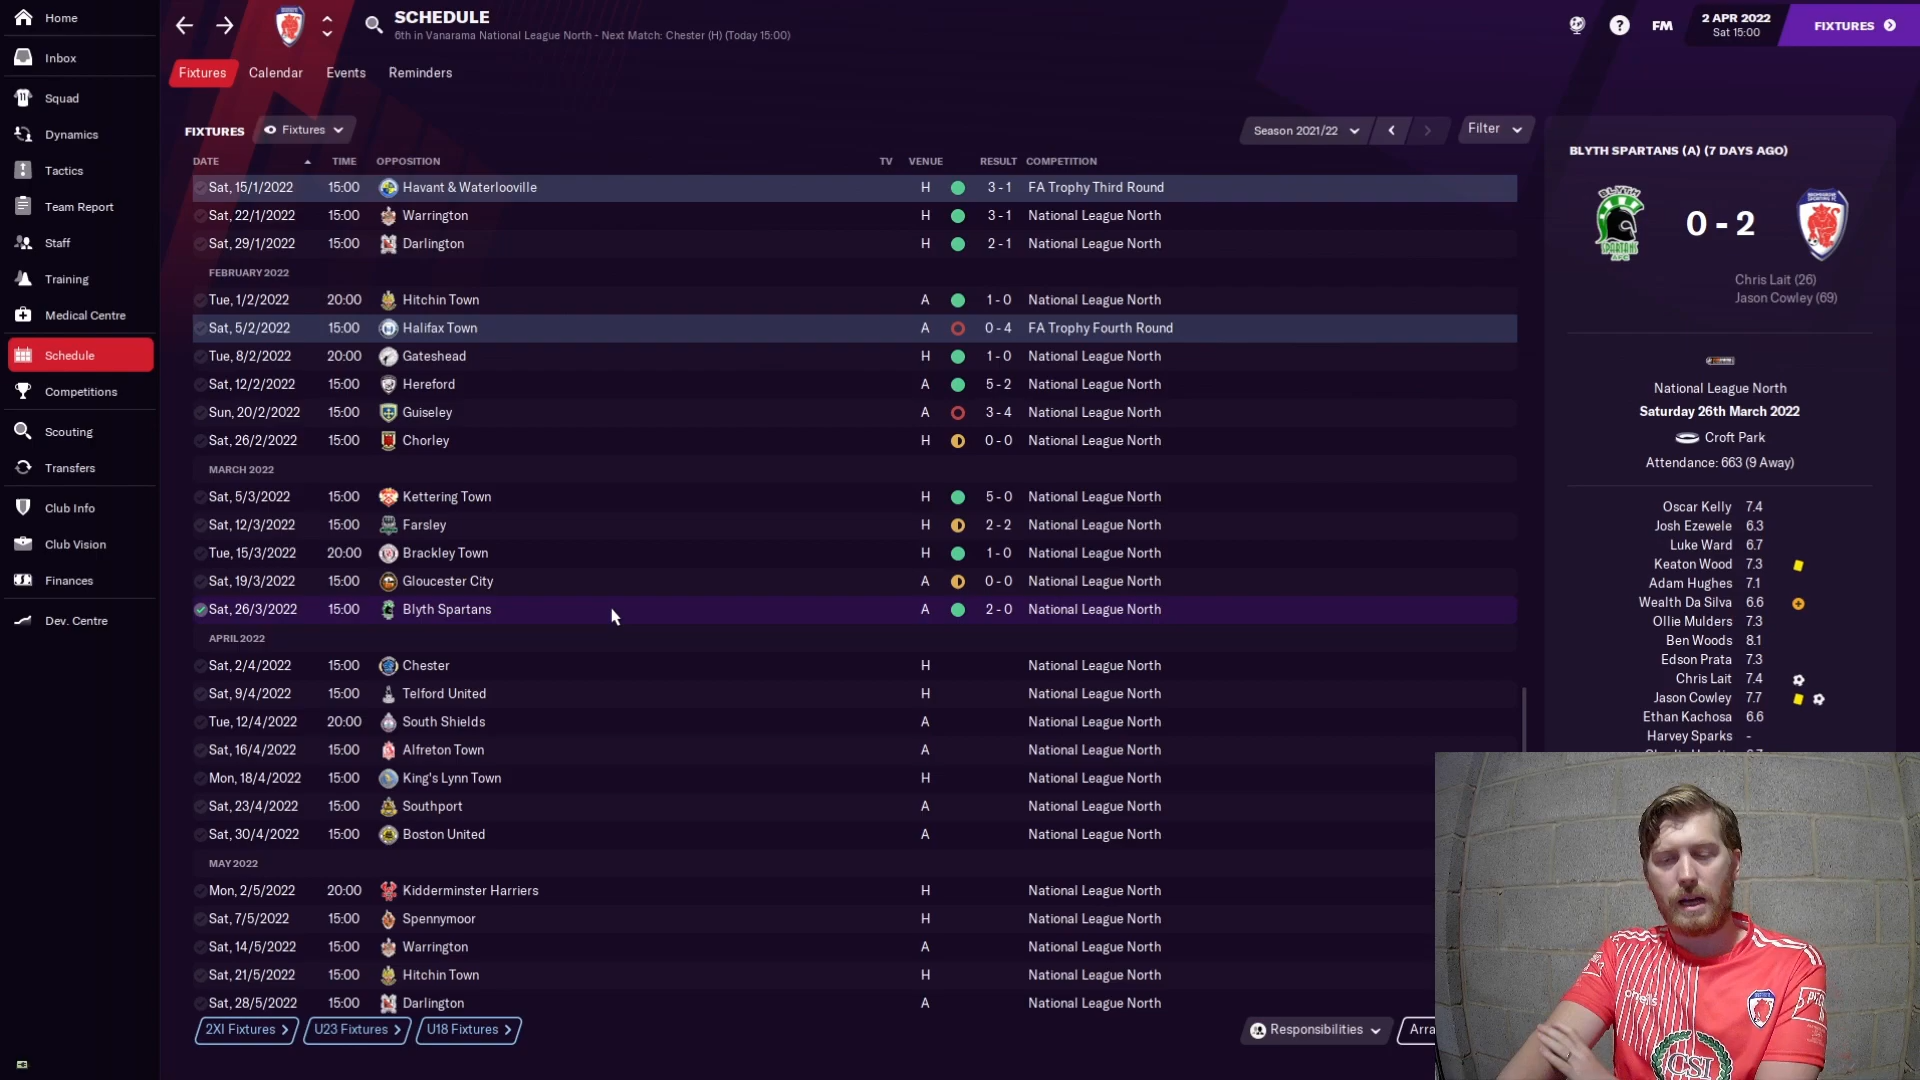 Home
SCHEDULE
6th in Vanarama National League North - Next Match: Chester (H) (Today 15:00)
FM
2 APR 2022
Sat 15:00
FIXTURES
Inbox
Squad
Dynamics
Tactics
Team Report
Staff
Training
Medical Centre
Schedule
Competitions
Scouting
Transfers
Club Info
Club Vision
Finances
Dev. Centre
Fixtures Calendar Events Reminders
FIXTURES Fixtures Season 2021/22 Filter
DATE TIME OPPOSITION TV VENUE RESULT COMPETITION
Sat, 15/1/2022 15:00 Havant & Waterlooville H 3 - 1 FA Trophy Third Round
Sat, 22/1/2022 15:00 Warrington H 3 - 1 National League North
Sat, 29/1/2022 15:00 Darlington H 2 - 1 National League North
FEBRUARY 2022
Tue, 1/2/2022 20:00 Hitchin Town A 1 - 0 National League North
Sat, 5/2/2022 15:00 Halifax Town A 0 - 4 FA Trophy Fourth Round
Tue, 8/2/2022 20:00 Gateshead H 1 - 0 National League North
Sat, 12/2/2022 15:00 Hereford A 5 - 2 National League North
Sun, 20/2/2022 15:00 Guiseley A 3 - 4 National League North
Sat, 26/2/2022 15:00 Chorley H 0 - 0 National League North
MARCH 2022
Sat, 5/3/2022 15:00 Kettering Town H 5 - 0 National League North
Sat, 12/3/2022 15:00 Farsley H 2 - 2 National League North
Tue, 15/3/2022 20:00 Brackley Town H 1 - 0 National League North
Sat, 19/3/2022 15:00 Gloucester City A 0 - 0 National League North
Sat, 26/3/2022 15:00 Blyth Spartans A 2 - 0 National League North
APRIL 2022
Sat, 2/4/2022 15:00 Chester H National League North
Sat, 9/4/2022 15:00 Telford United H National League North
Tue, 12/4/2022 20:00 South Shields A National League North
Sat, 16/4/2022 15:00 Alfreton Town A National League North
Mon, 18/4/2022 15:00 King's Lynn Town H National League North
Sat, 23/4/2022 15:00 Southport A National League North
Sat, 30/4/2022 15:00 Boston United A National League North
MAY 2022
Mon, 2/5/2022 20:00 Kidderminster Harriers H National League North
Sat, 7/5/2022 15:00 Spennymoor H National League North
Sat, 14/5/2022 15:00 Warrington A National League North
Sat, 21/5/2022 15:00 Hitchin Town H National League North
Sat, 28/5/2022 15:00 Darlington A National League North
2XI Fixtures U23 Fixtures U18 Fixtures Responsibilities Arra
BLYTH SPARTANS (A) (7 DAYS AGO)
BLYTH
SPARTANS
0 - 2
Chris Lait (26)
Jason Cowley (69)
National League North
Saturday 26th March 2022
Croft Park
Attendance: 663 (9 Away)
Oscar Kelly 7.4
Josh Ezewele 6.3
Luke Ward 6.7
Keaton Wood 7.3
Adam Hughes 7.1
Wealth Da Silva 6.6
Ollie Mulders 7.3
Ben Woods 8.1
Edson Prata 7.3
Chris Lait 7.4
Jason Cowley 7.7
Ethan Kachosa 6.6
Harvey Sparks -
CSI